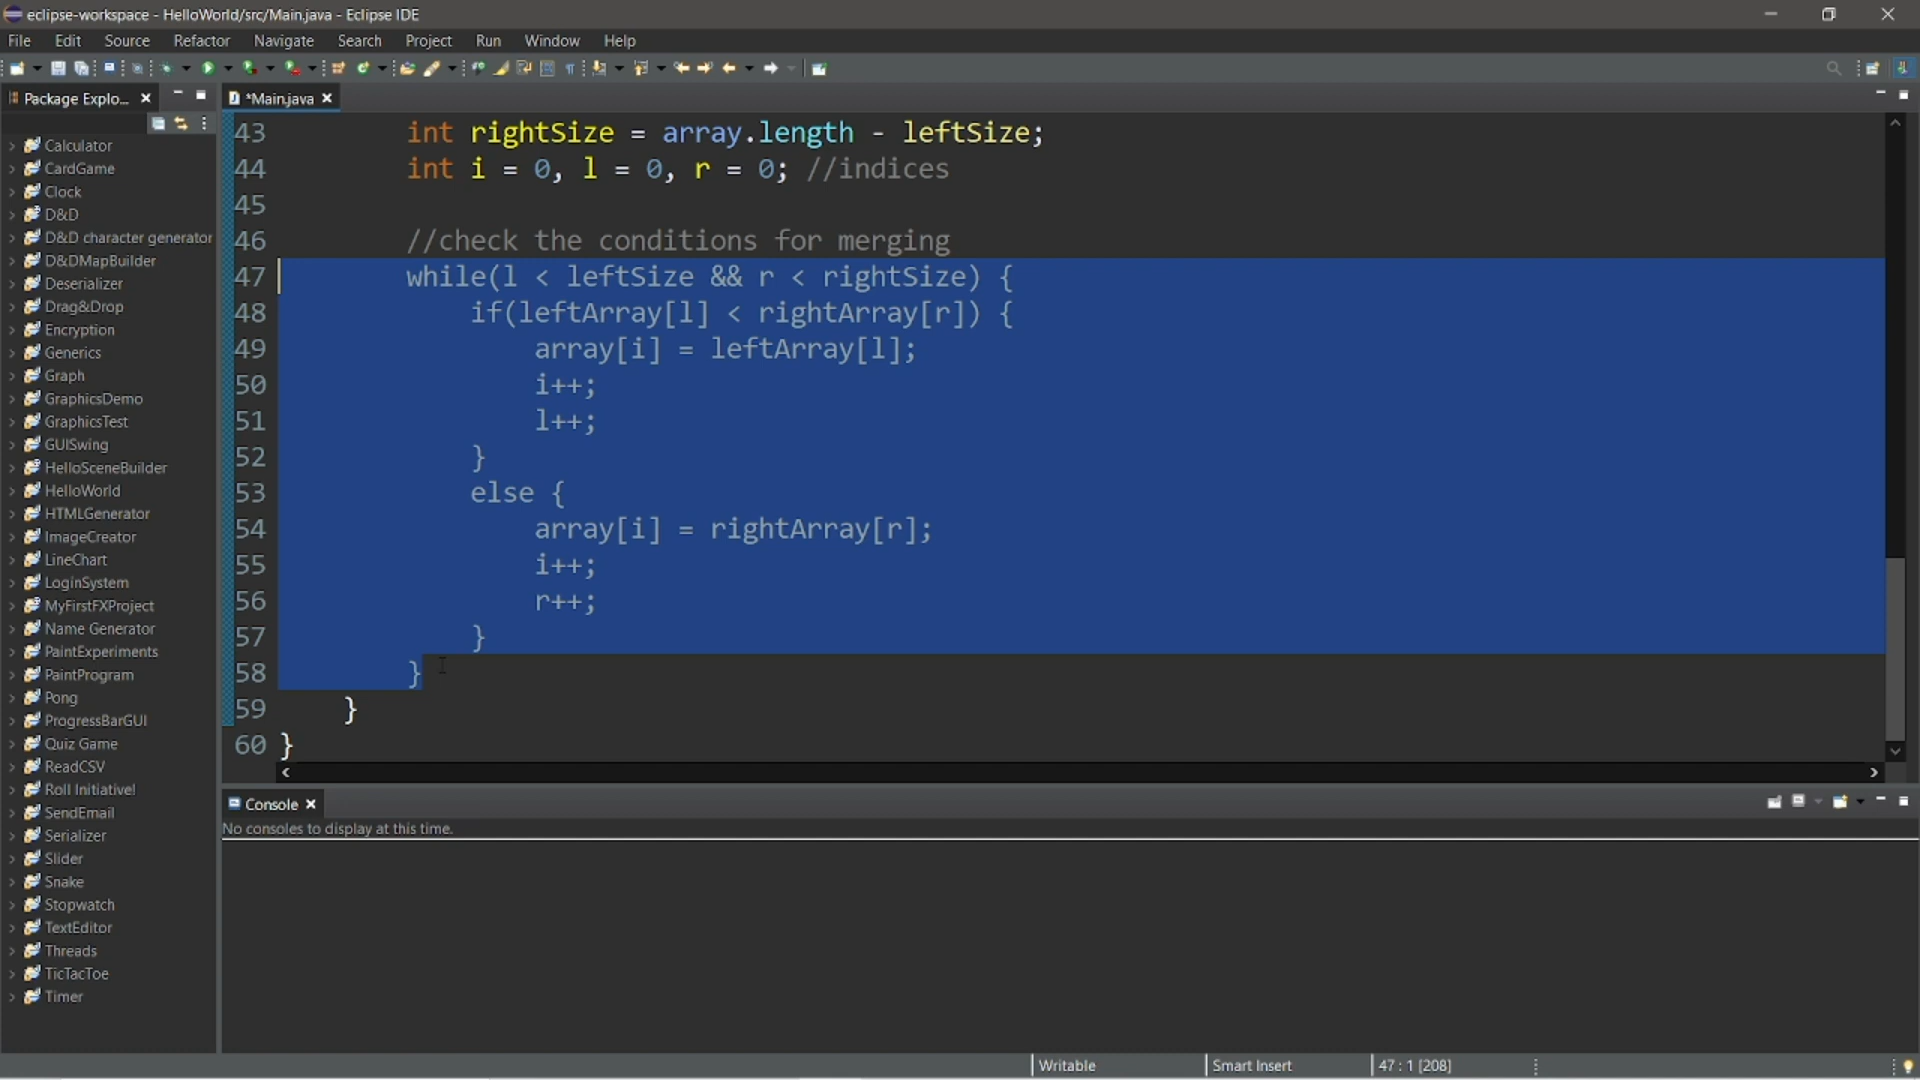 eclipse-workspace - HelloWorld/src/Main.java - Eclipse IDE
File Edit Source Refactor Navigate Search Project Run Window Help
Package Explo...
*Main.java
Calculator
CardGame
Clock
D&D
D&D character generator
D&DMapBuilder
Deserializer
Drag&Drop
Encryption
Generics
Graph
GraphicsDemo
GraphicsTest
GUISwing
HelloSceneBuilder
HelloWorld
HTMLGenerator
ImageCreator
LineChart
LoginSystem
MyFirstFXProject
Name Generator
PaintExperiments
PaintProgram
Pong
ProgressBarGUI
Quiz Game
ReadCSV
Roll Initiative!
SendEmail
Serializer
Slider
Snake
Stopwatch
TextEditor
Threads
TicTacToe
Timer
43 int rightSize = array.length - leftSize;
44 int i = 0, l = 0, r = 0; //indices
45
46 //check the conditions for merging
47 while(l < leftSize && r < rightSize) {
48 if(leftArray[l] < rightArray[r]) {
49 array[i] = leftArray[l];
50 i++;
51 l++;
52 }
53 else {
54 array[i] = rightArray[r];
55 i++;
56 r++;
57 }
58 }
59 }
60 }
Console
No consoles to display at this time.
Writable Smart Insert 47 : 1 [208]